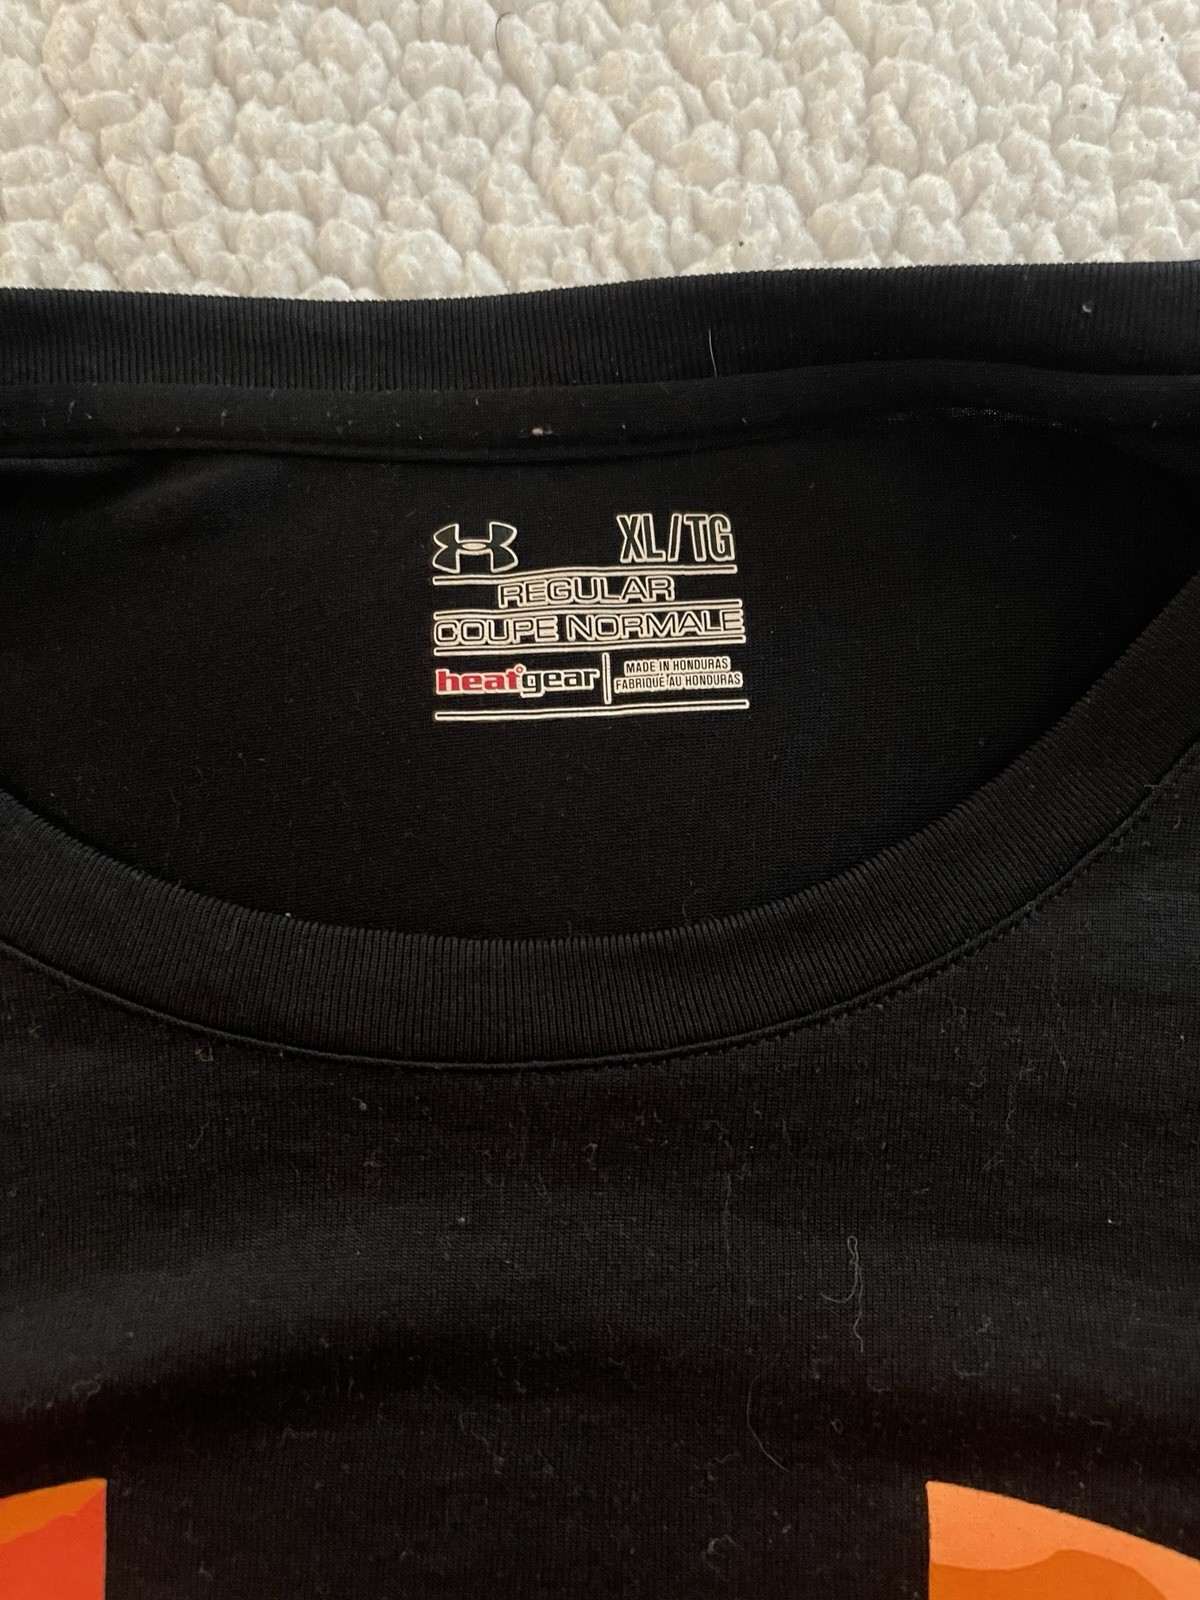 XL/TG
REGULAR
COUPE NORMALE
heatgear
MADE IN HONDURAS
FABRIQUÉ AU HONDURAS